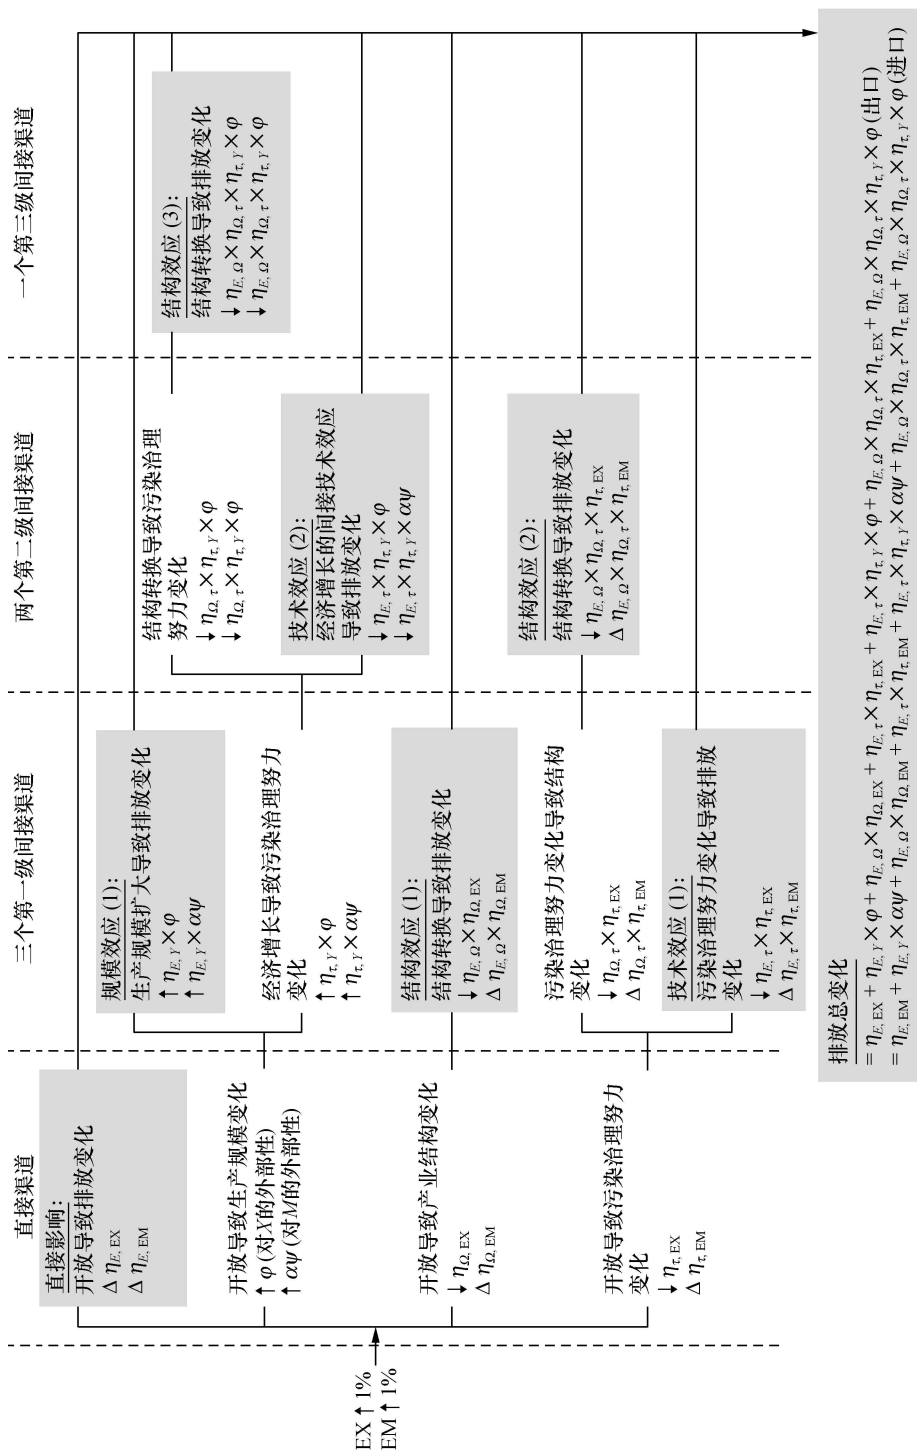 直接渠道
三个第一级间接渠道
两个第二级间接渠道
一个第三级间接渠道
EX↑1%
EM↑1%
直接影响:
开放导致排放变化
Δ η_{E, EX}
Δ η_{E, EM}
开放导致生产规模变化
↑ φ (对X的外部性)
↑ αψ (对M的外部性)
开放导致产业结构变化
↓ η_{Ω, EX}
Δ η_{Ω, EM}
开放导致污染治理努力
变化
↓ η_{τ, EX}
Δ η_{τ, EM}
规模效应 (1):
生产规模扩大导致排放变化
↑ η_{E, Y}×φ
↑ η_{E, Y}×αψ
经济增长导致污染治理努力
变化
↑ η_{τ, Y}×φ
↑ η_{τ, Y}×αψ
结构效应 (1):
结构转换导致排放变化
↓ η_{E, Ω}×η_{Ω, EX}
Δ η_{E, Ω}×η_{Ω, EM}
污染治理努力变化导致结构
变化
↓ η_{Ω, τ}×η_{τ, EX}
Δ η_{Ω, τ}×η_{τ, EM}
技术效应 (1):
污染治理努力变化导致排放
变化
↓ η_{E, τ}×η_{τ, EX}
Δ η_{E, τ}×η_{τ, EM}
结构转换导致污染治理
努力变化
↓ η_{Ω, τ}×η_{τ, Y}×φ
↓ η_{Ω, τ}×η_{τ, Y}×φ
技术效应 (2):
经济增长的间接技术效应
导致排放变化
↓ η_{E, τ}×η_{τ, Y}×φ
↓ η_{E, τ}×η_{τ, Y}×αψ
结构效应 (2):
结构转换导致排放变化
↓ η_{E, Ω}×η_{Ω, τ}×η_{τ, EX}
Δ η_{E, Ω}×η_{Ω, τ}×η_{τ, EM}
结构效应 (3):
结构转换导致排放变化
↓ η_{E, Ω}×η_{Ω, τ}×η_{τ, Y}×φ
↓ η_{E, Ω}×η_{Ω, τ}×η_{τ, Y}×φ
排放总变化
= η_{E, EX}+η_{E, Y}×φ+η_{E, Ω}×η_{Ω, EX}+η_{E, τ}×η_{τ, EX}+η_{E, τ}×η_{τ, Y}×φ+η_{E, Ω}×η_{Ω, τ}×η_{τ, EX}+η_{E, Ω}×η_{Ω, τ}×η_{τ, Y}×φ (出口)
= η_{E, EM}+η_{E, Y}×αψ+η_{E, Ω}×η_{Ω, EM}+η_{E, τ}×η_{τ, EM}+η_{E, τ}×η_{τ, Y}×αψ+η_{E, Ω}×η_{Ω, τ}×η_{τ, EM}+η_{E, Ω}×η_{Ω, τ}×η_{τ, Y}×φ (进口)